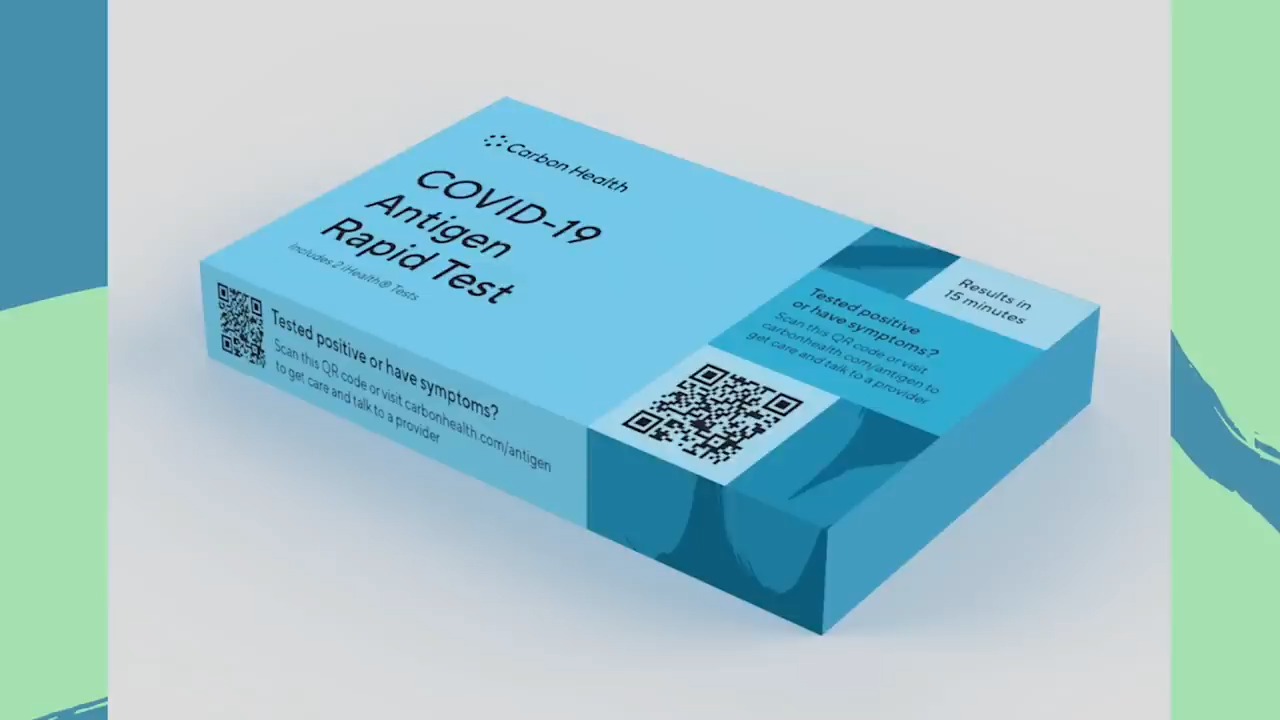 Carbon Health
COVID-19
Antigen
Rapid Test
Includes 2 iHealth® Tests
Results in
15 minutes
Tested positive
or have symptoms?
Scan this QR code or visit
carbonhealth.com/antigen to
get care and talk to a provider
Tested positive or have symptoms?
Scan this QR code or visit carbonhealth.com/antigen
to get care and talk to a provider